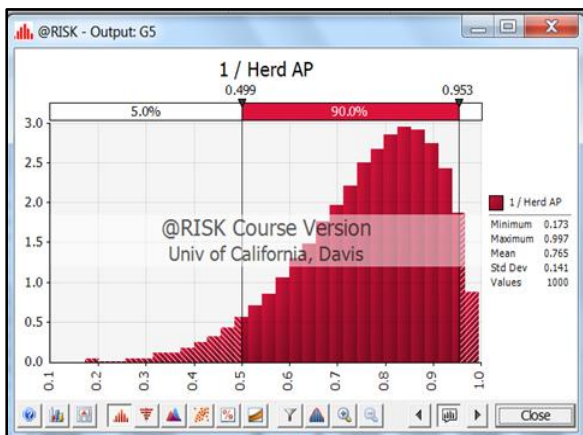 @RISK - Output: G5
1 / Herd AP
0.499 0.953
5.0% 90.0%
3.0
2.5
2.0
1.5
1.0
0.5
0.0
@RISK Course Version
Univ of California, Davis
0.1 0.2 0.3 0.4 0.5 0.6 0.7 0.8 0.9 1.0
1 / Herd AP
Minimum 0.173
Maximum 0.997
Mean 0.765
Std Dev 0.141
Values 1000
Close